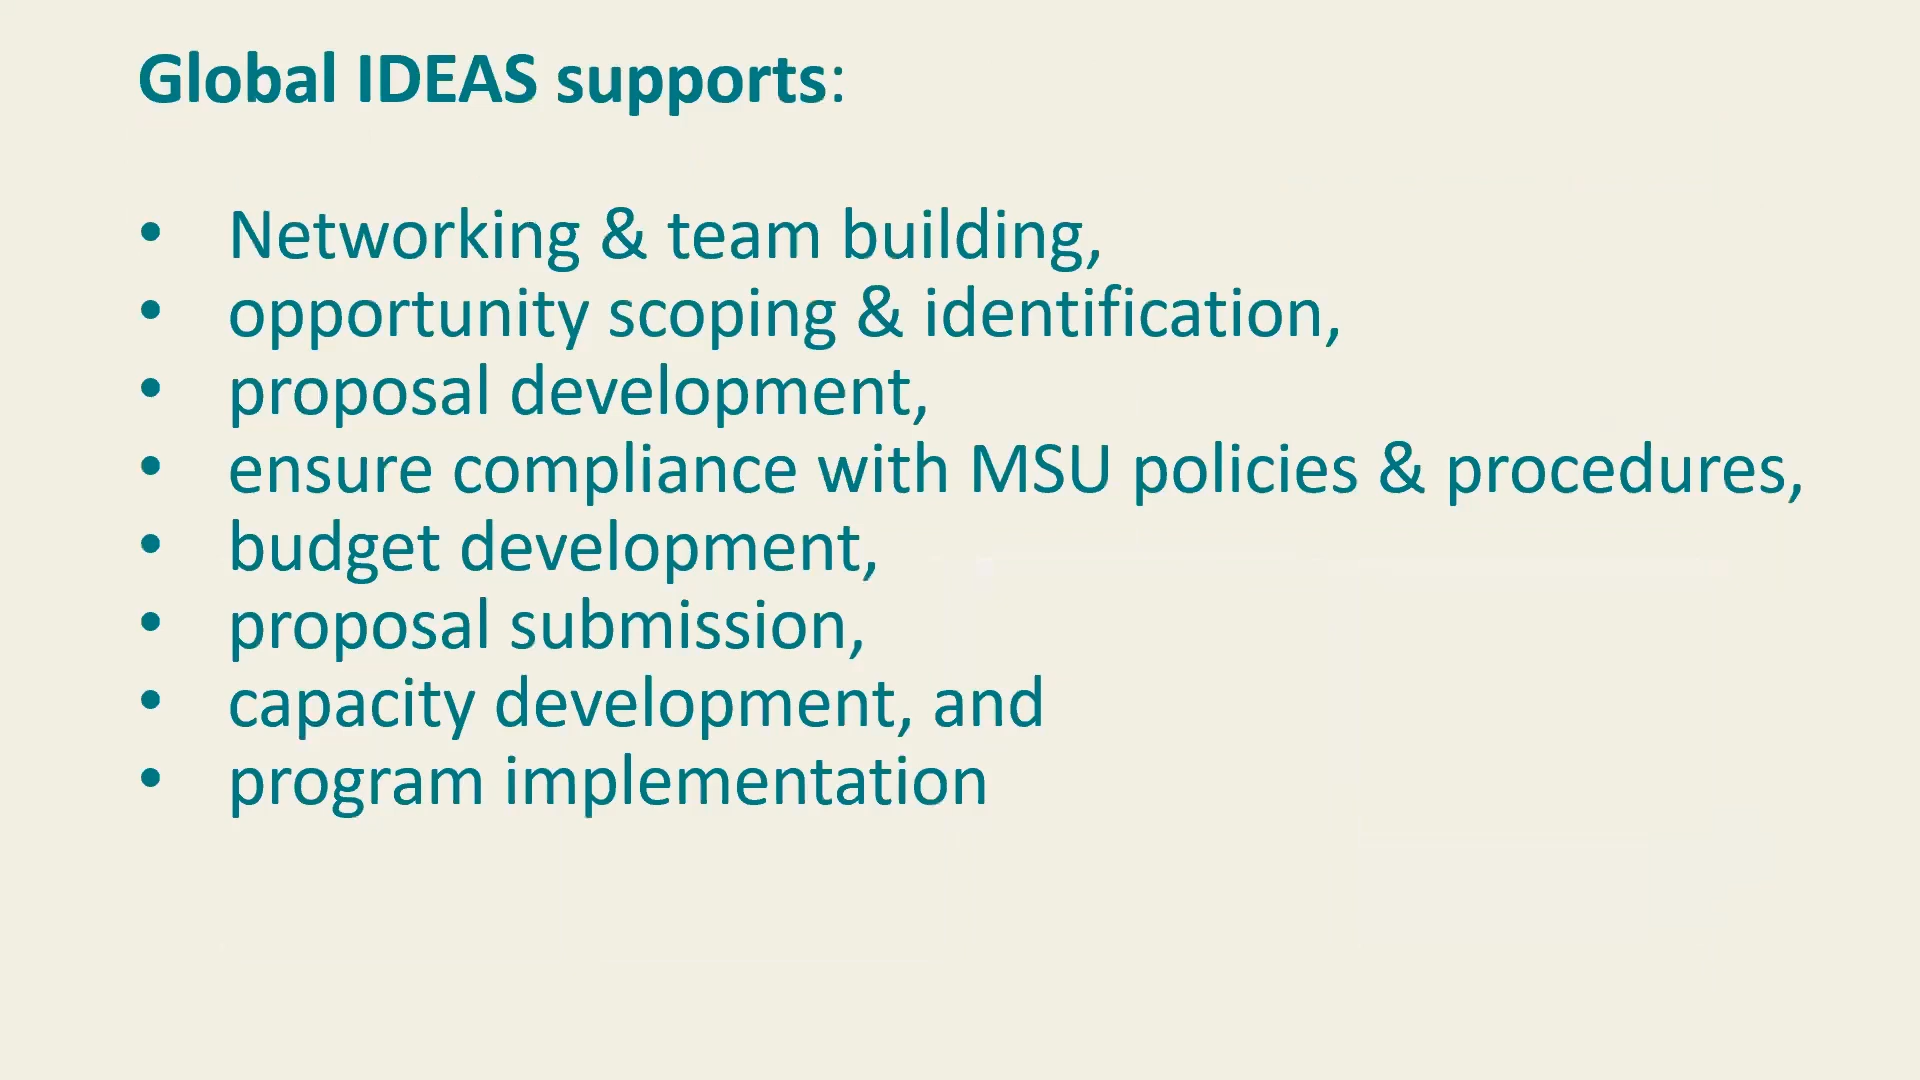 Global IDEAS supports:
• Networking & team building,
• opportunity scoping & identification,
• proposal development,
• ensure compliance with MSU policies & procedures,
• budget development,
• proposal submission,
• capacity development, and
• program implementation